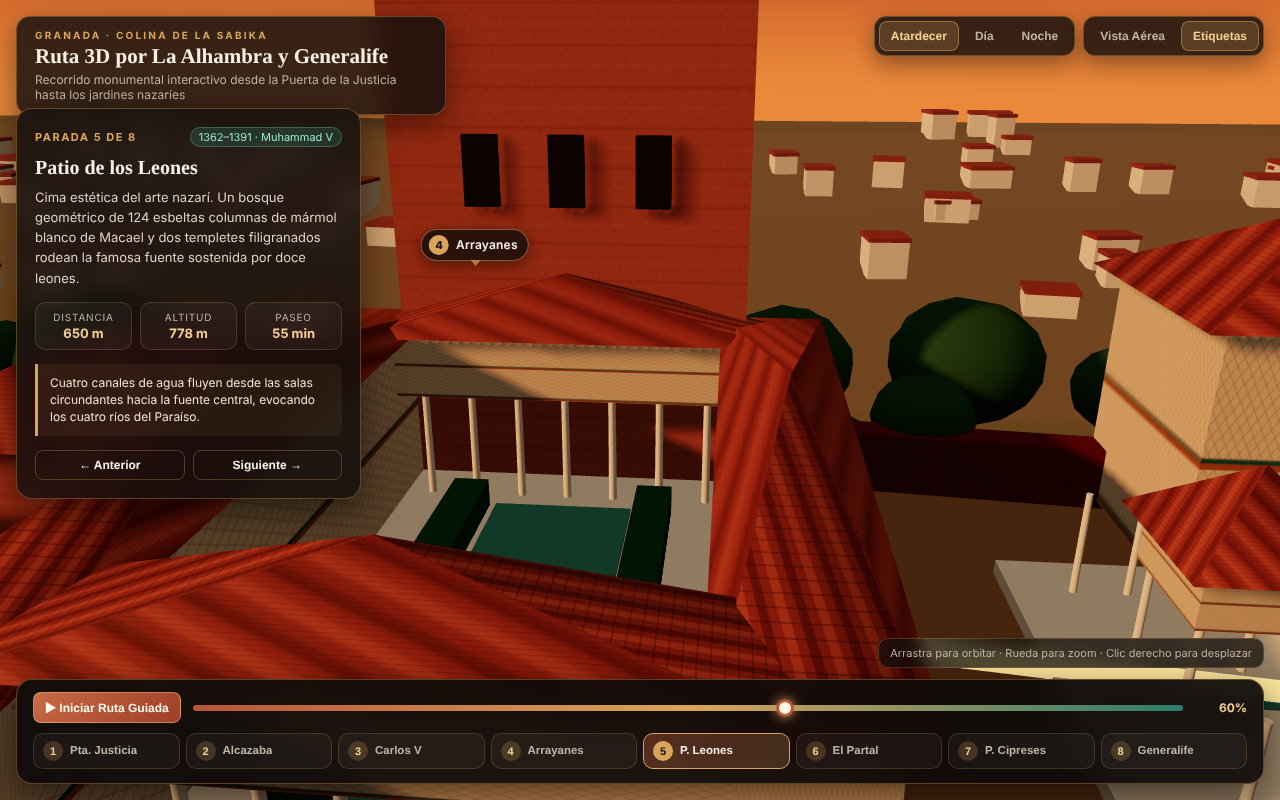 GRANADA · COLINA DE LA SABIKA
Ruta 3D por La Alhambra y Generalife
Recorrido monumental interactivo desde la Puerta de la Justicia
hasta los jardines nazaríes
Atardecer
Día
Noche
Vista Aérea
Etiquetas
PARADA 5 DE 8
1362–1391 · Muhammad V
Patio de los Leones
Cima estética del arte nazarí. Un bosque
geométrico de 124 esbeltas columnas de mármol
blanco de Macael y dos templetes filigranados
rodean la famosa fuente sostenida por doce
leones.
DISTANCIA
650 m
ALTITUD
778 m
PASEO
55 min
Cuatro canales de agua fluyen desde las salas
circundantes hacia la fuente central, evocando
los cuatro ríos del Paraíso.
← Anterior
Siguiente →
4 Arrayanes
Arrastra para orbitar · Rueda para zoom · Clic derecho para desplazar
▶ Iniciar Ruta Guiada
60%
1 Pta. Justicia
2 Alcazaba
3 Carlos V
4 Arrayanes
5 P. Leones
6 El Partal
7 P. Cipreses
8 Generalife